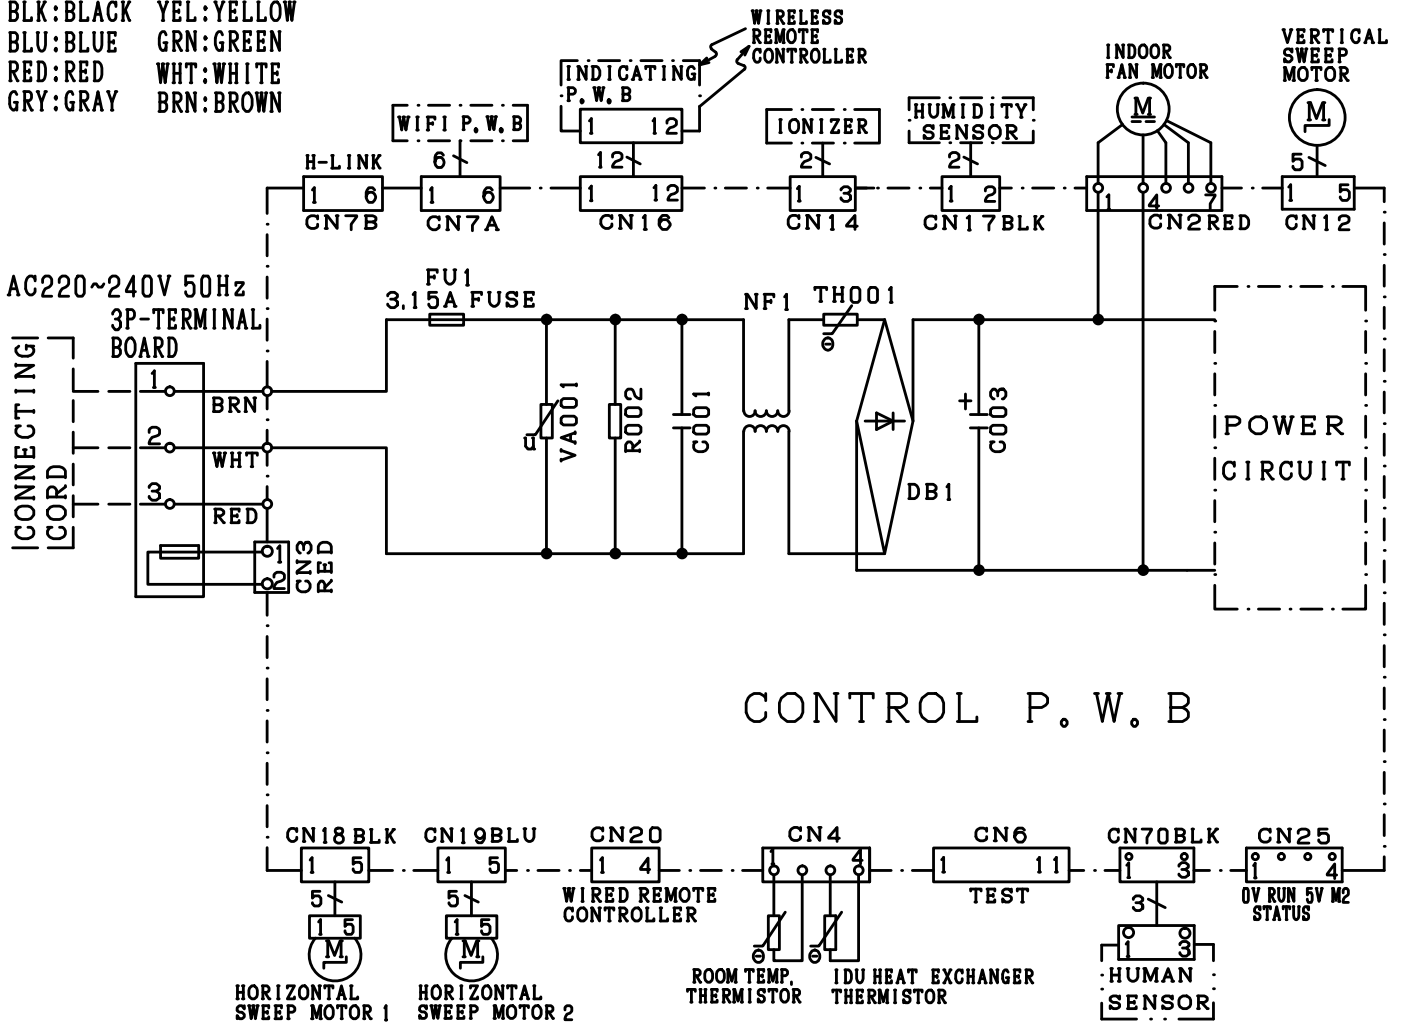 BLK:BLACK YEL:YELLOW
BLU:BLUE GRN:GREEN
RED:RED WHT:WHITE
GRY:GRAY BRN:BROWN
WIRELESS
REMOTE
CONTROLLER
INDICATING
P.W.B
1 12
12
1 12
CN16
H-LINK
1 6
CN7B
WIFI P.W.B
6
1 6
CN7A
IONIZER
2
1 3
CN14
HUMIDITY
SENSOR
2
1 2
CN17BLK
INDOOR
FAN MOTOR
M
1 4 7
CN2RED
VERTICAL
SWEEP
MOTOR
M
5
1 5
CN12
AC220~240V 50Hz
3P-TERMINAL
BOARD
CONNECTING
CORD
1
BRN
2
WHT
3
RED
1
2
CN3
RED
FU1
3.15A FUSE
VA001
u
R002
C001
NF1
TH001
θ
DB1
+
C003
POWER
CIRCUIT
CONTROL P.W.B
CN18BLK
1 5
5
1 5
M
HORIZONTAL
SWEEP MOTOR 1
CN19BLU
1 5
5
1 5
M
HORIZONTAL
SWEEP MOTOR 2
CN20
1 4
WIRED REMOTE
CONTROLLER
CN4
1 4
θ θ
ROOM TEMP.
THERMISTOR
IDU HEAT EXCHANGER
THERMISTOR
CN6
1 11
TEST
CN70BLK
1 3
3
1 3
HUMAN
SENSOR
CN25
1 4
0V RUN 5V M2
STATUS